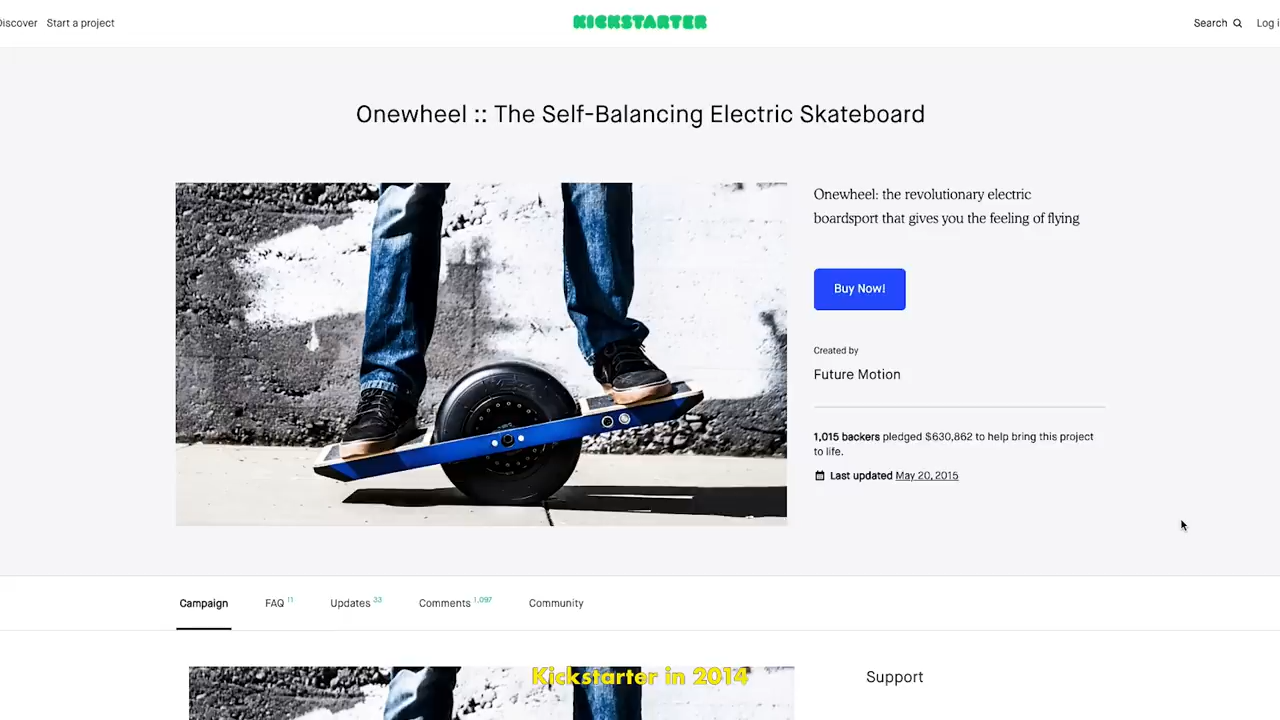 Discover Start a project
KICKSTARTER
Search Log i
Onewheel :: The Self-Balancing Electric Skateboard
Onewheel: the revolutionary electric
boardsport that gives you the feeling of flying
Buy Now!
Created by
Future Motion
1,015 backers pledged $630,862 to help bring this project
to life.
Last updated May 20, 2015
Campaign FAQ 11 Updates 33 Comments 1,097 Community
Kickstarter in 2014
Support